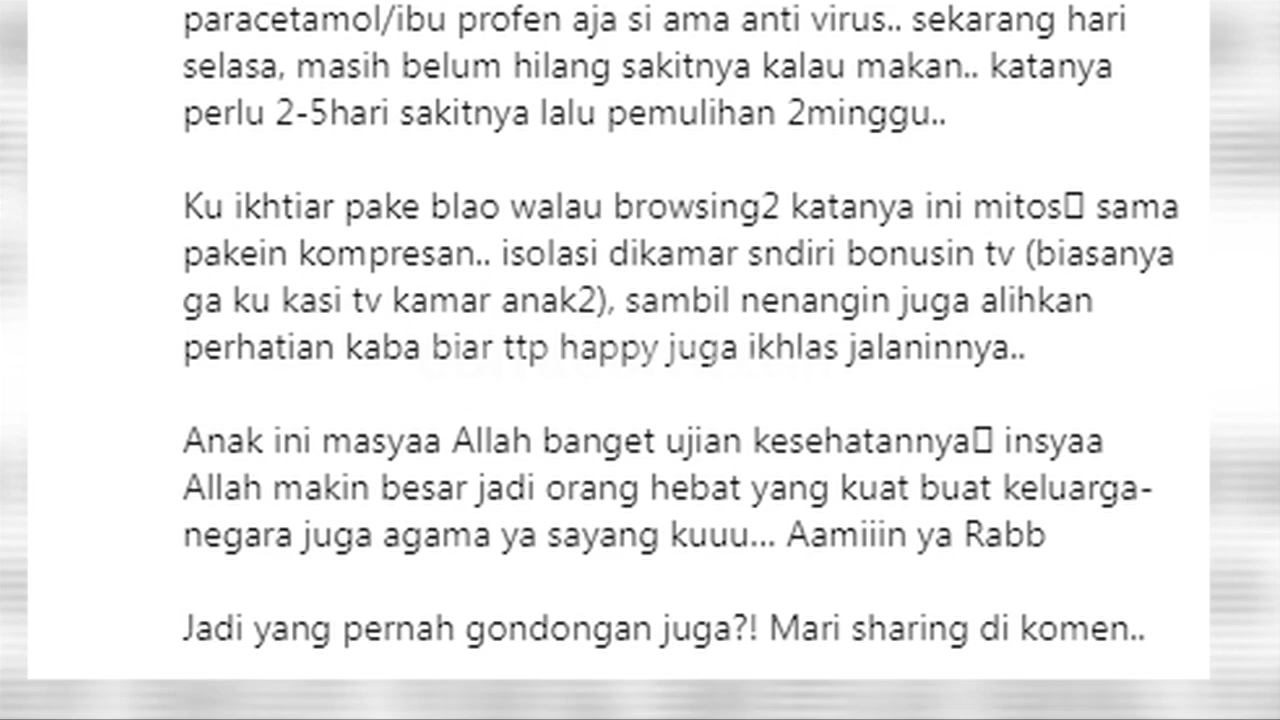 paracetamol/ibu profen aja si ama anti virus.. sekarang hari
selasa, masih belum hilang sakitnya kalau makan.. katanya
perlu 2-5hari sakitnya lalu pemulihan 2minggu..
Ku ikhtiar pake blao walau browsing2 katanya ini mitos▯ sama
pakein kompresan.. isolasi dikamar sndiri bonusin tv (biasanya
ga ku kasi tv kamar anak2), sambil nenangin juga alihkan
perhatian kaba biar ttp happy juga ikhlas jalaninnya..
Anak ini masyaa Allah banget ujian kesehatannya▯ insyaa
Allah makin besar jadi orang hebat yang kuat buat keluarga-
negara juga agama ya sayang kuuu... Aamiiin ya Rabb
Jadi yang pernah gondongan juga?! Mari sharing di komen..